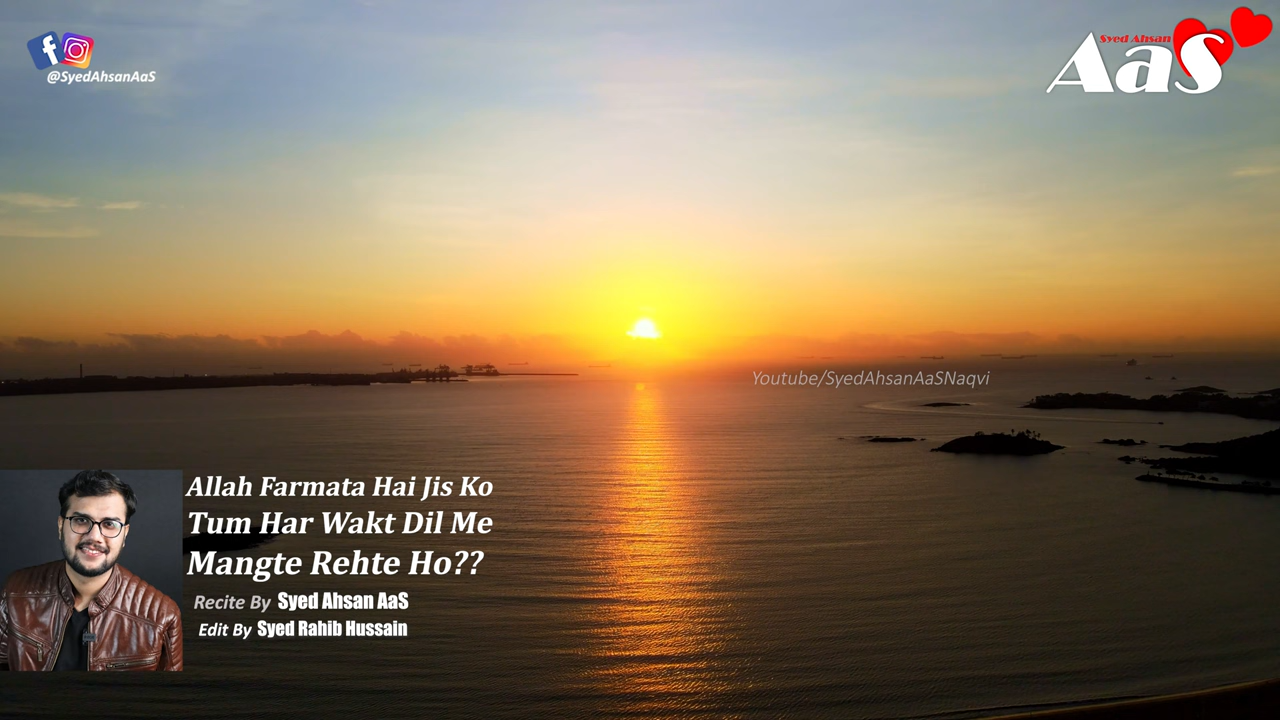 @SyedAhsanAaS
Syed Ahsan
AaS
Youtube/SyedAhsanAaSNaqvi
Allah Farmata Hai Jis Ko
Tum Har Wakt Dil Me
Mangte Rehte Ho??
Recite By Syed Ahsan AaS
Edit By Syed Rahib Hussain